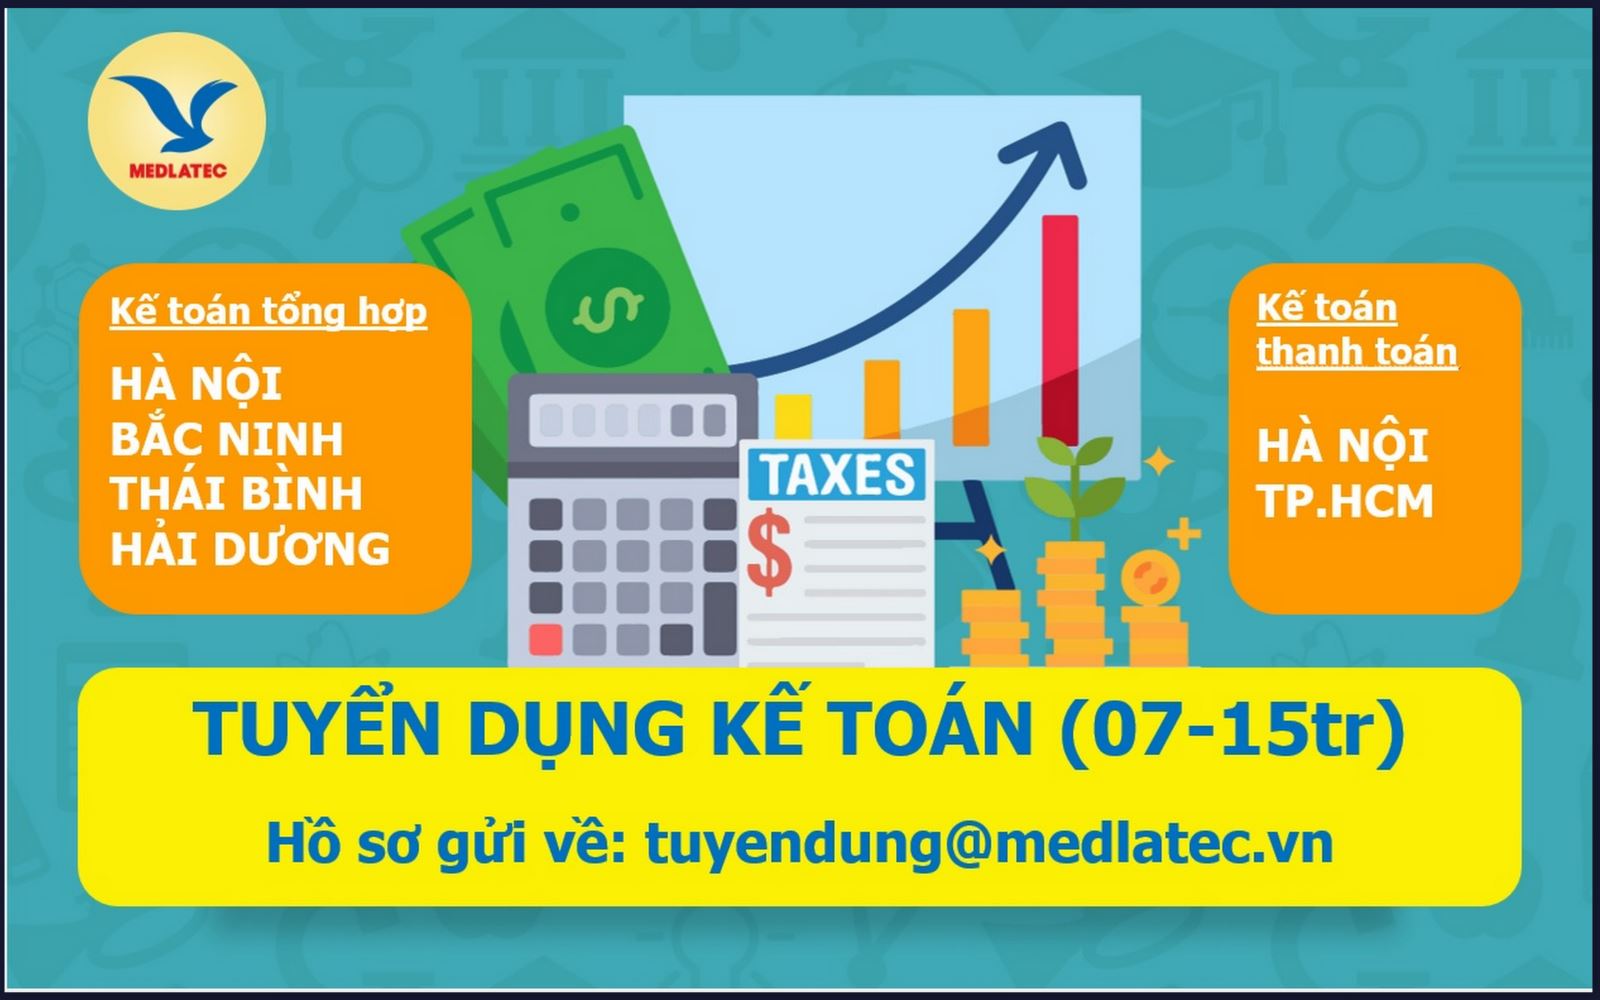 MEDLATEC
Kế toán tổng hợp
HÀ NỘI
BẮC NINH
THÁI BÌNH
HẢI DƯƠNG
TAXES
$
$
Kế toán
thanh toán
HÀ NỘI
TP.HCM
TUYỂN DỤNG KẾ TOÁN (07-15tr)
Hồ sơ gửi về: tuyendung@medlatec.vn